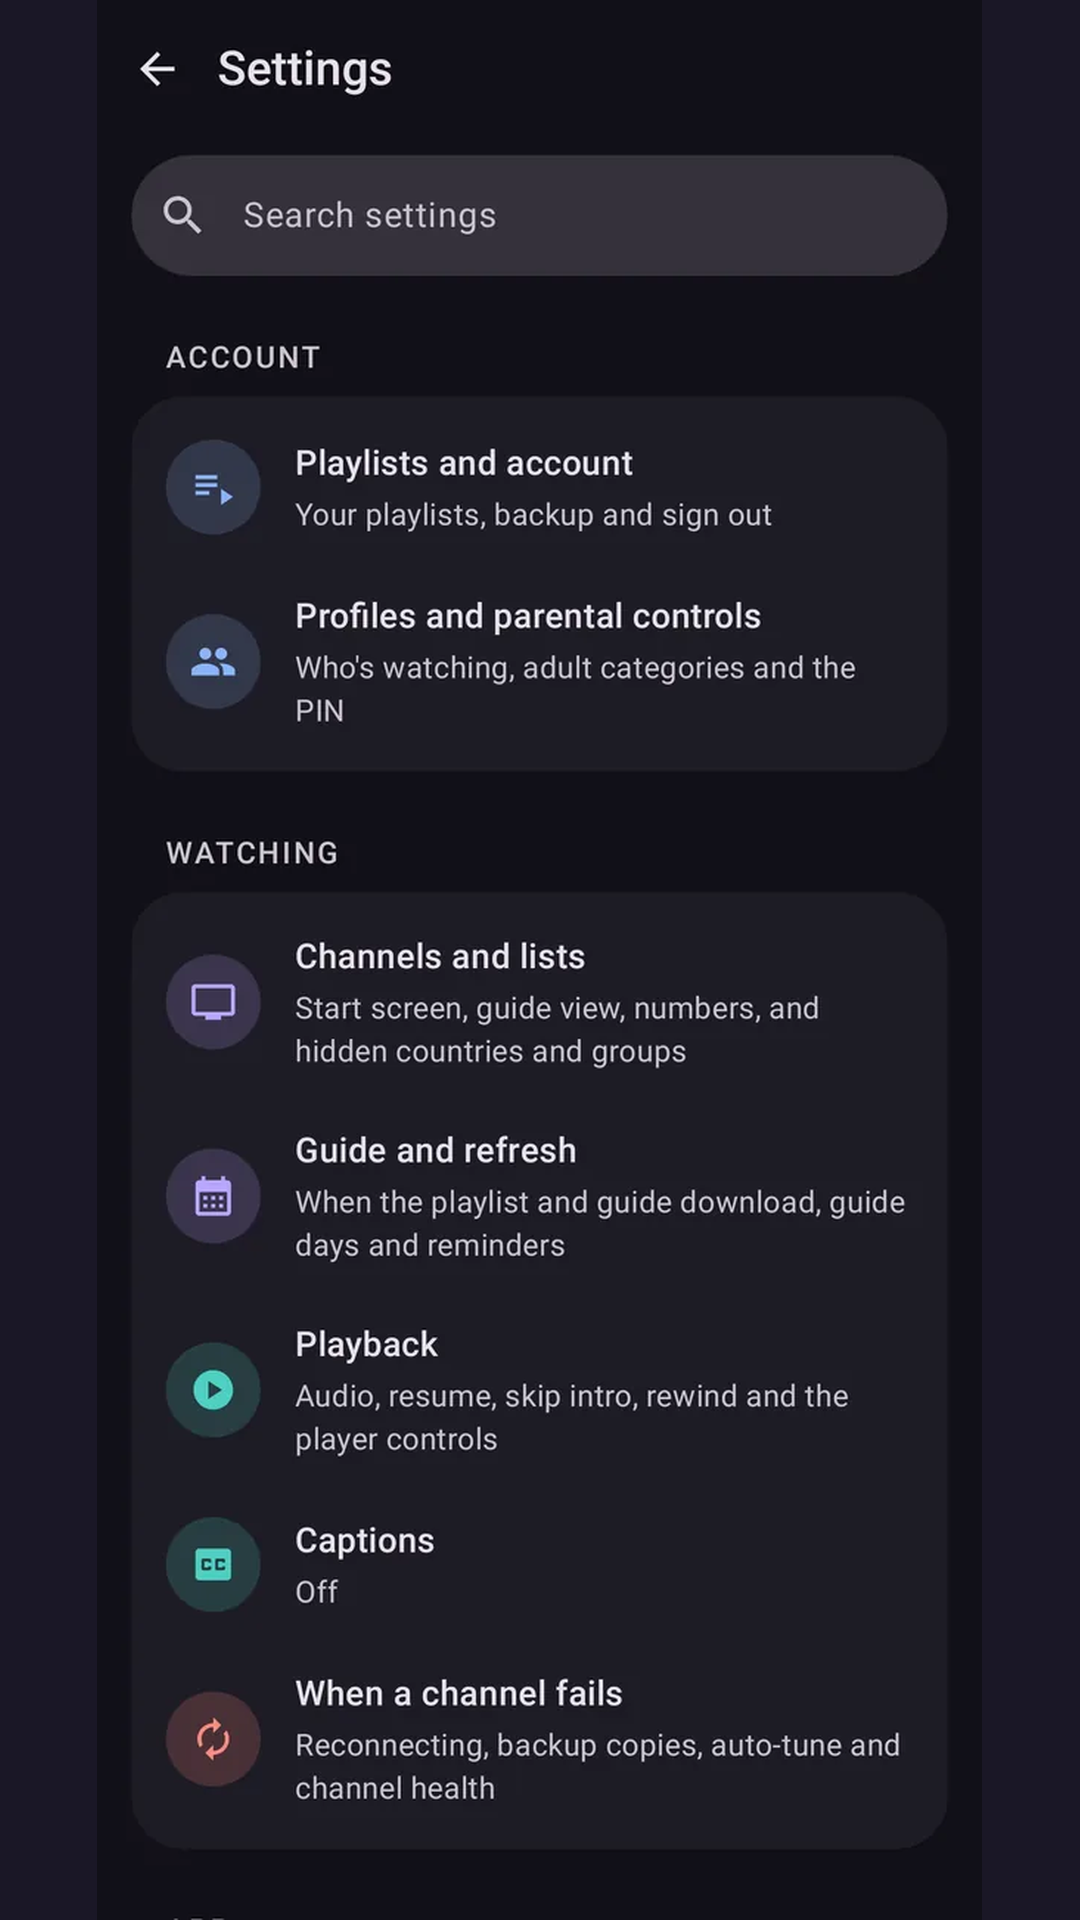 Settings
Search settings
ACCOUNT
Playlists and account
Your playlists, backup and sign out
Profiles and parental controls
Who's watching, adult categories and the
PIN
WATCHING
Channels and lists
Start screen, guide view, numbers, and
hidden countries and groups
Guide and refresh
When the playlist and guide download, guide
days and reminders
Playback
Audio, resume, skip intro, rewind and the
player controls
CC
Captions
Off
When a channel fails
Reconnecting, backup copies, auto-tune and
channel health